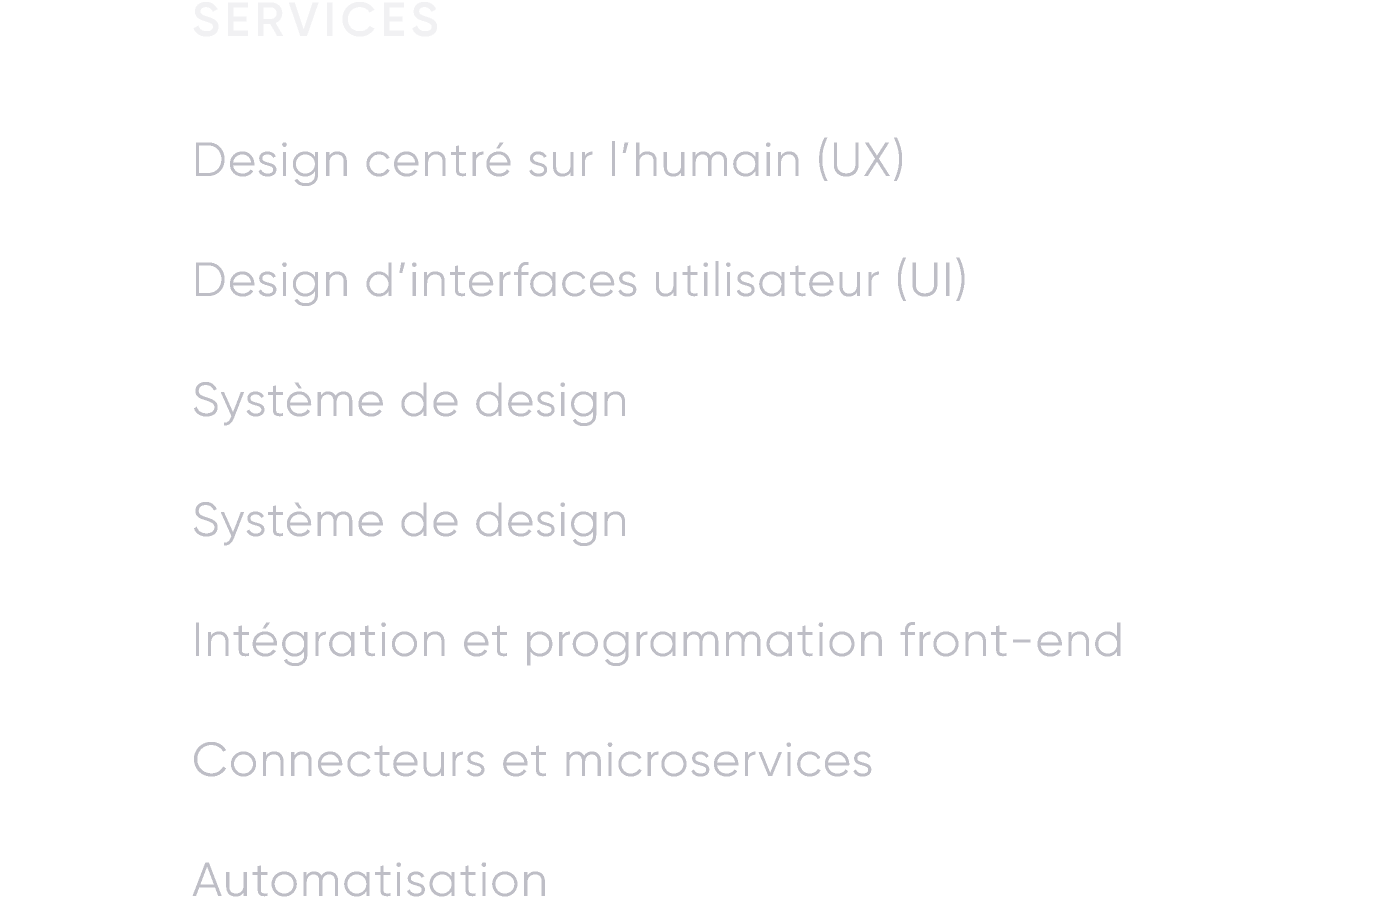 SERVICES
Design centré sur l’humain (UX)
Design d’interfaces utilisateur (UI)
Système de design
Système de design
Intégration et programmation front-end
Connecteurs et microservices
Automatisation